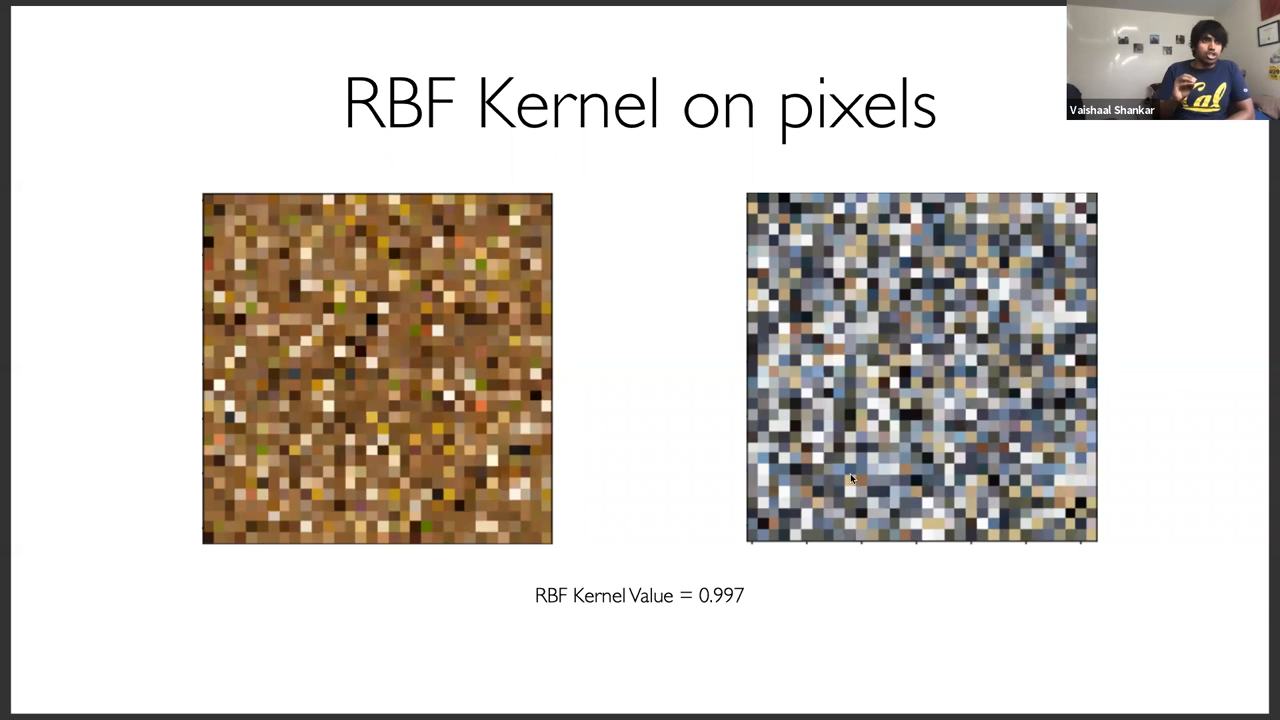 RBF Kernel on pixels
Cal
Vaishaal Shankar
RBF Kernel Value = 0.997